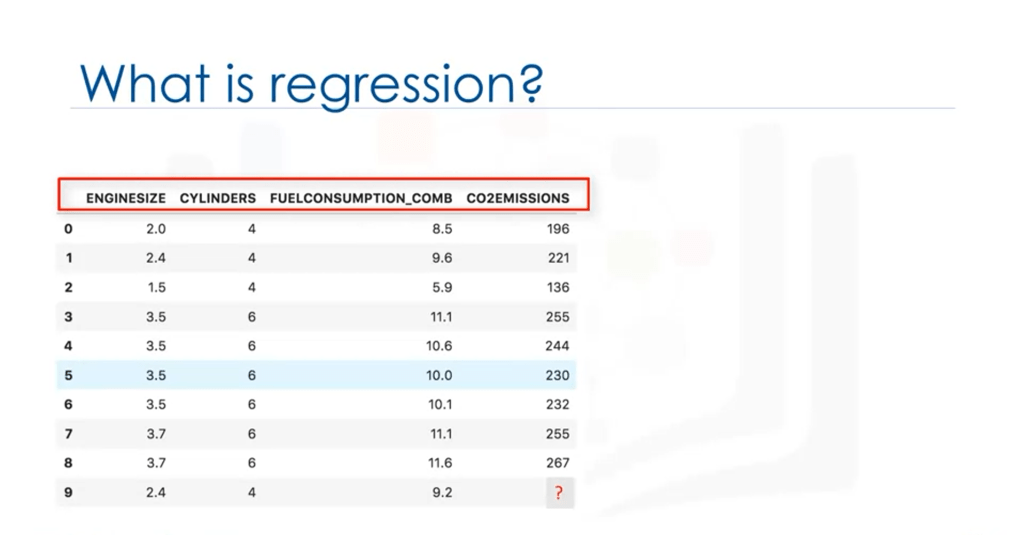 What is regression?
ENGINESIZE CYLINDERS FUELCONSUMPTION_COMB CO2EMISSIONS
0 2.0 4 8.5 196
1 2.4 4 9.6 221
2 1.5 4 5.9 136
3 3.5 6 11.1 255
4 3.5 6 10.6 244
5 3.5 6 10.0 230
6 3.5 6 10.1 232
7 3.7 6 11.1 255
8 3.7 6 11.6 267
9 2.4 4 9.2 ?